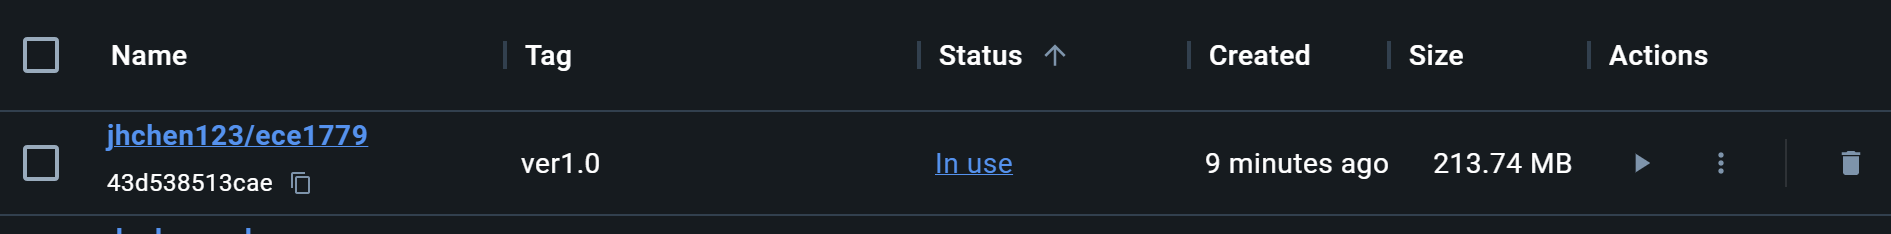 Name Tag Status Created Size Actions
jhchen123/ece1779
43d538513cae
ver1.0 In use 9 minutes ago 213.74 MB